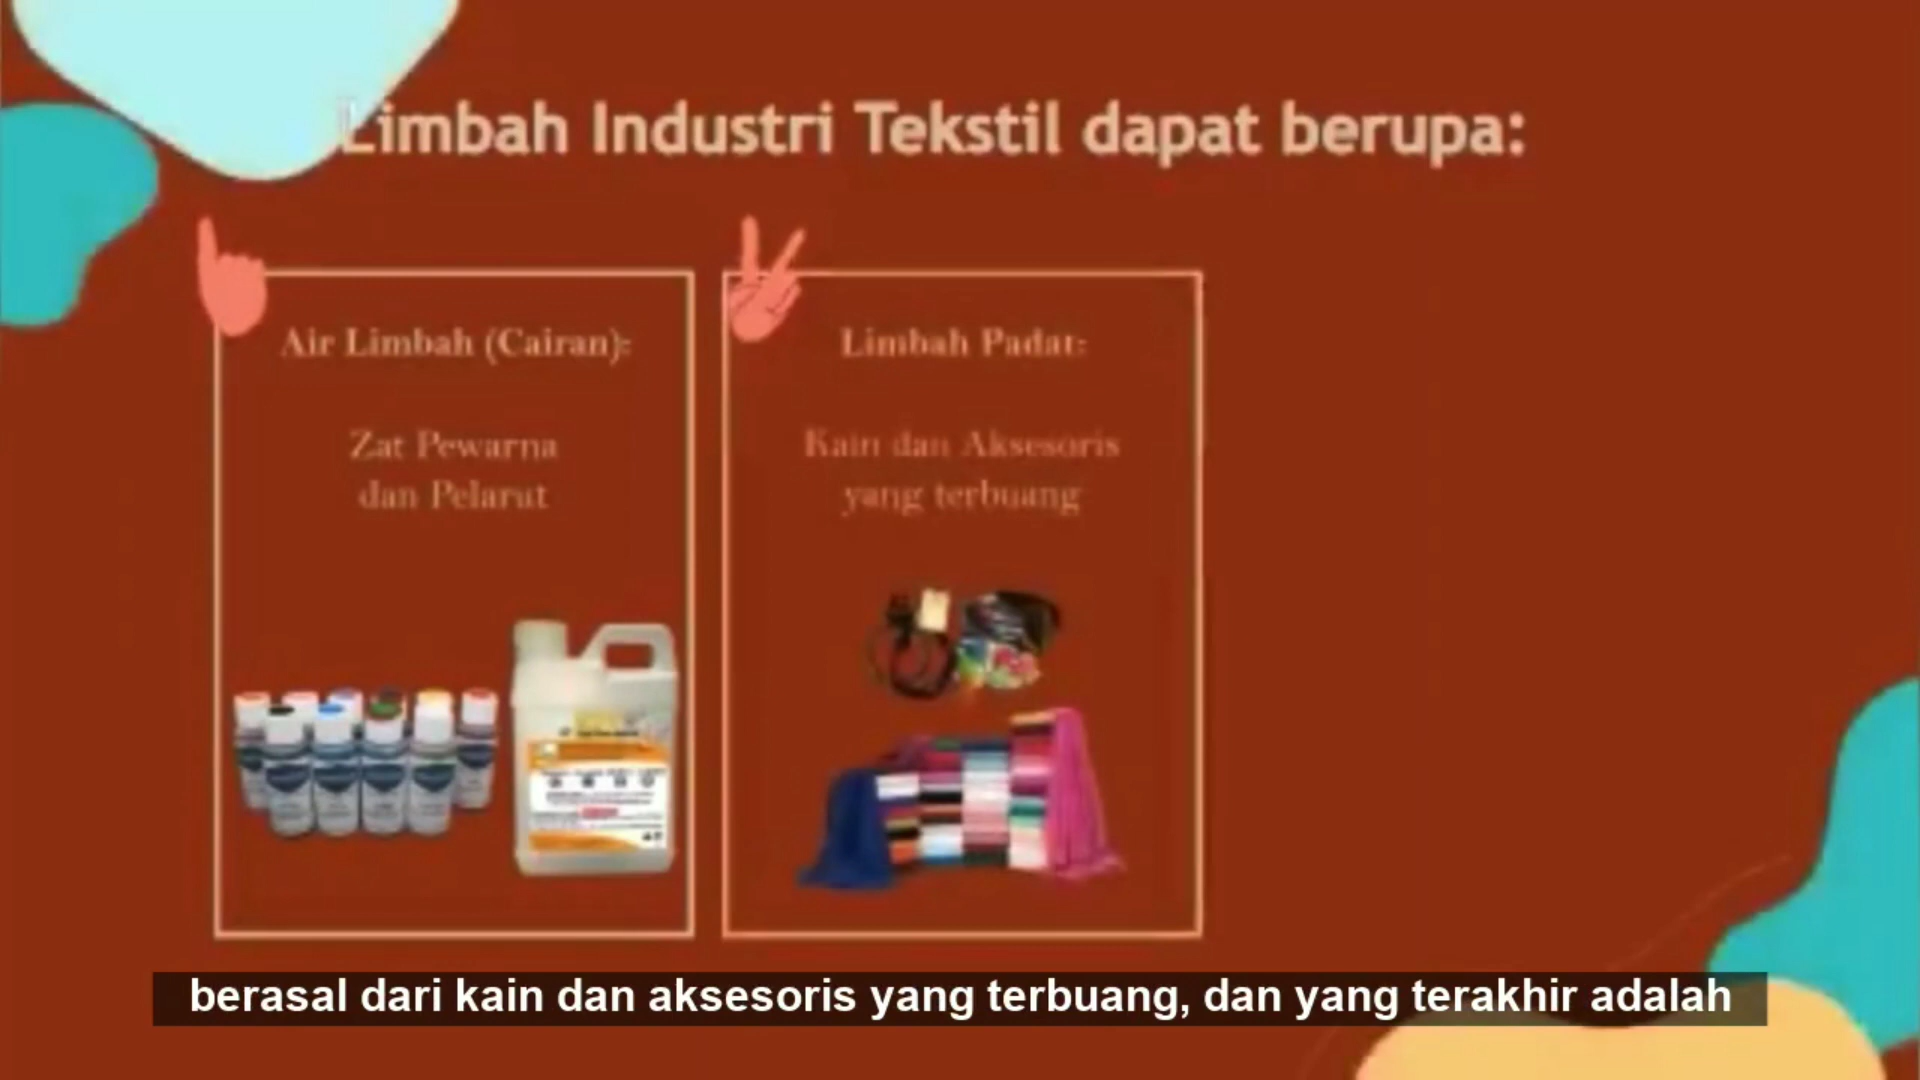 Limbah Industri Tekstil dapat berupa:
Air Limbah (Cairan):
Zat Pewarna
dan Pelarut
Limbah Padat:
Kain dan Aksesoris
yang terbuang
berasal dari kain dan aksesoris yang terbuang, dan yang terakhir adalah